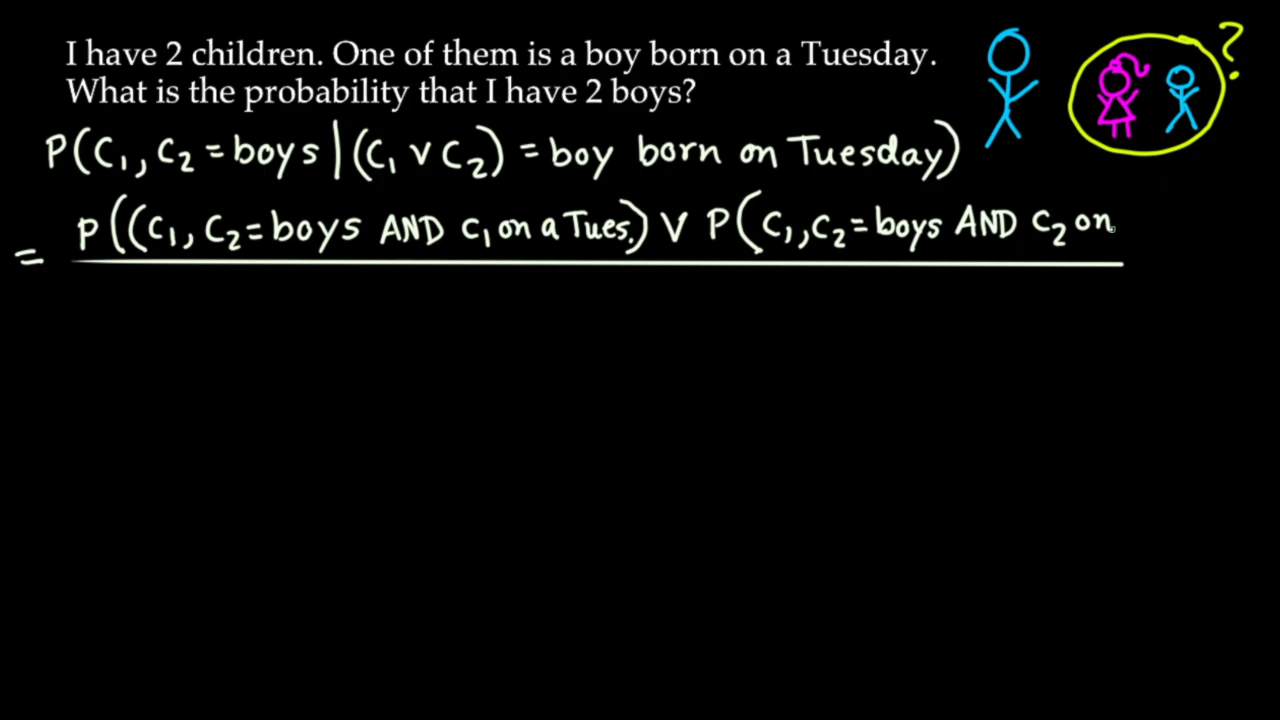 I have 2 children. One of them is a boy born on a Tuesday.
What is the probability that I have 2 boys?
?
P(C₁, C₂ = boys | (C₁ ∨ C₂) = boy born on Tuesday)
= P((C₁, C₂ = boys AND C₁ on a Tues.) ∨ P(C₁, C₂ = boys AND C₂ on